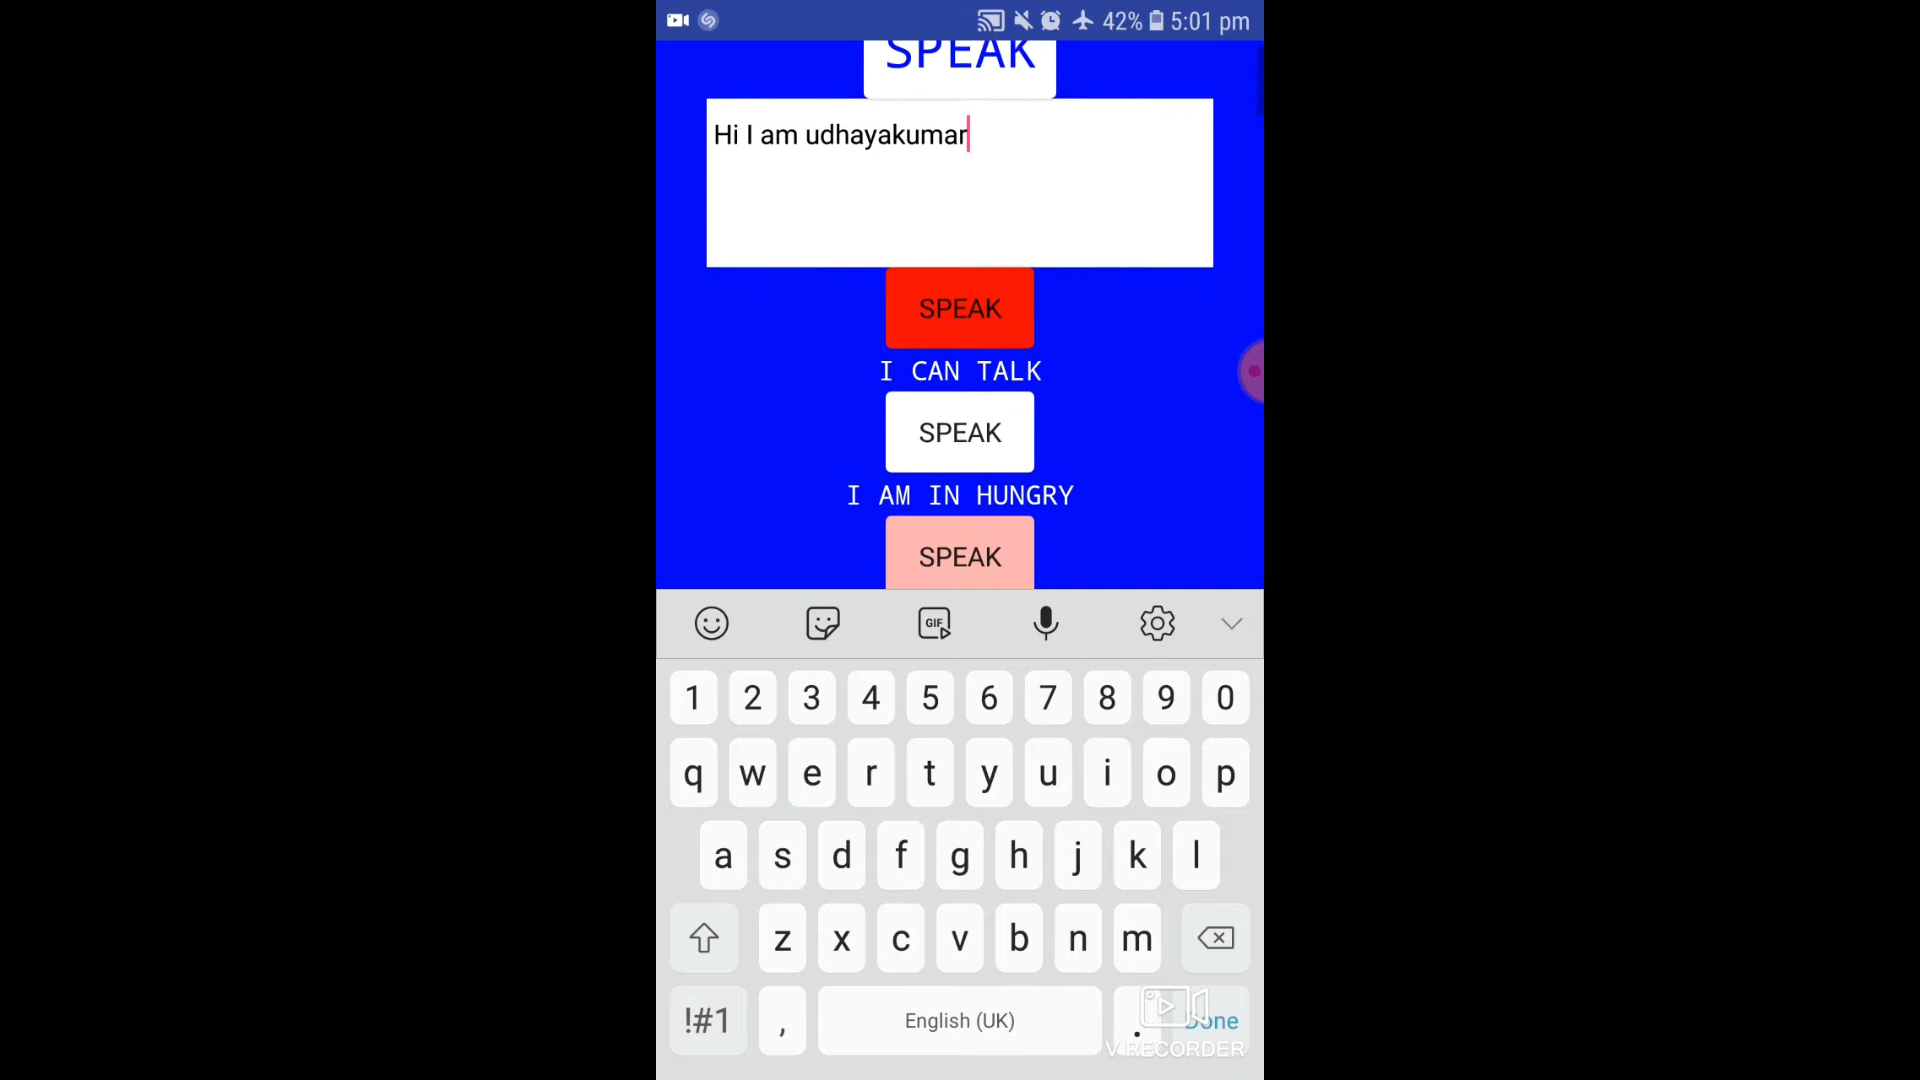 42% 5:01 pm
SPEAK
Hi I am udhayakumar
SPEAK
I CAN TALK
SPEAK
I AM IN HUNGRY
SPEAK
GIF
1 2 3 4 5 6 7 8 9 0
q w e r t y u i o p
a s d f g h j k l
z x c v b n m
!#1 , English (UK) . Done
V RECORDER